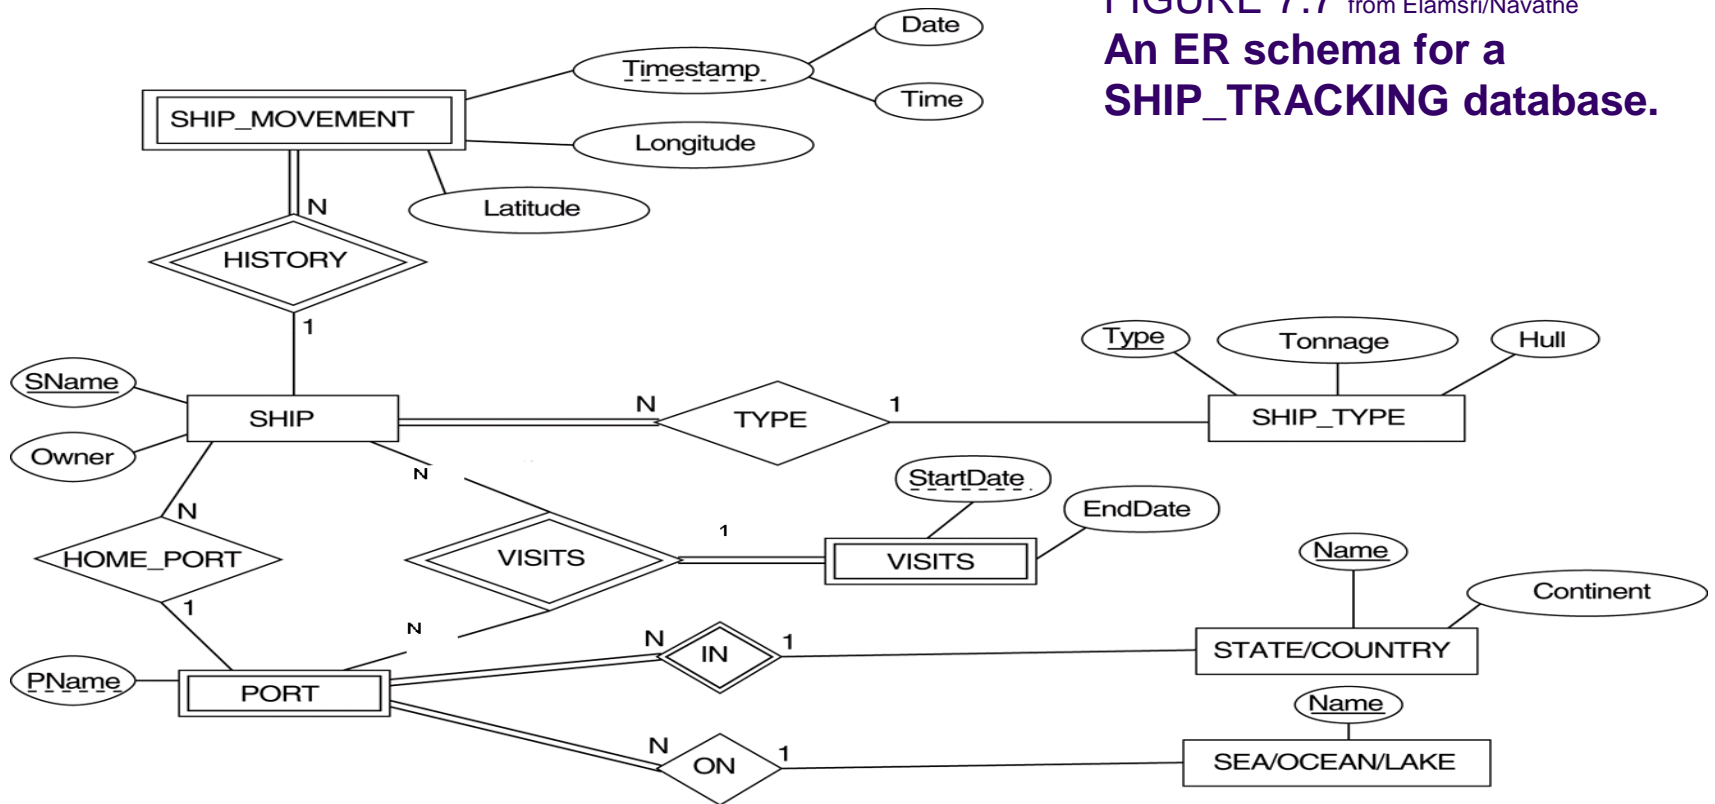 FIGURE 7.7 from Elamsri/Navathe
An ER schema for a
SHIP_TRACKING database.
Date
Timestamp
Time
SHIP_MOVEMENT
Longitude
Latitude
N
HISTORY
1
SName
Owner
SHIP
N
TYPE
1
Type
Tonnage
Hull
SHIP_TYPE
N
HOME_PORT
1
N
VISITS
N
1
StartDate
EndDate
VISITS
PName
PORT
N
IN
1
Name
Continent
STATE/COUNTRY
N
ON
1
Name
SEA/OCEAN/LAKE